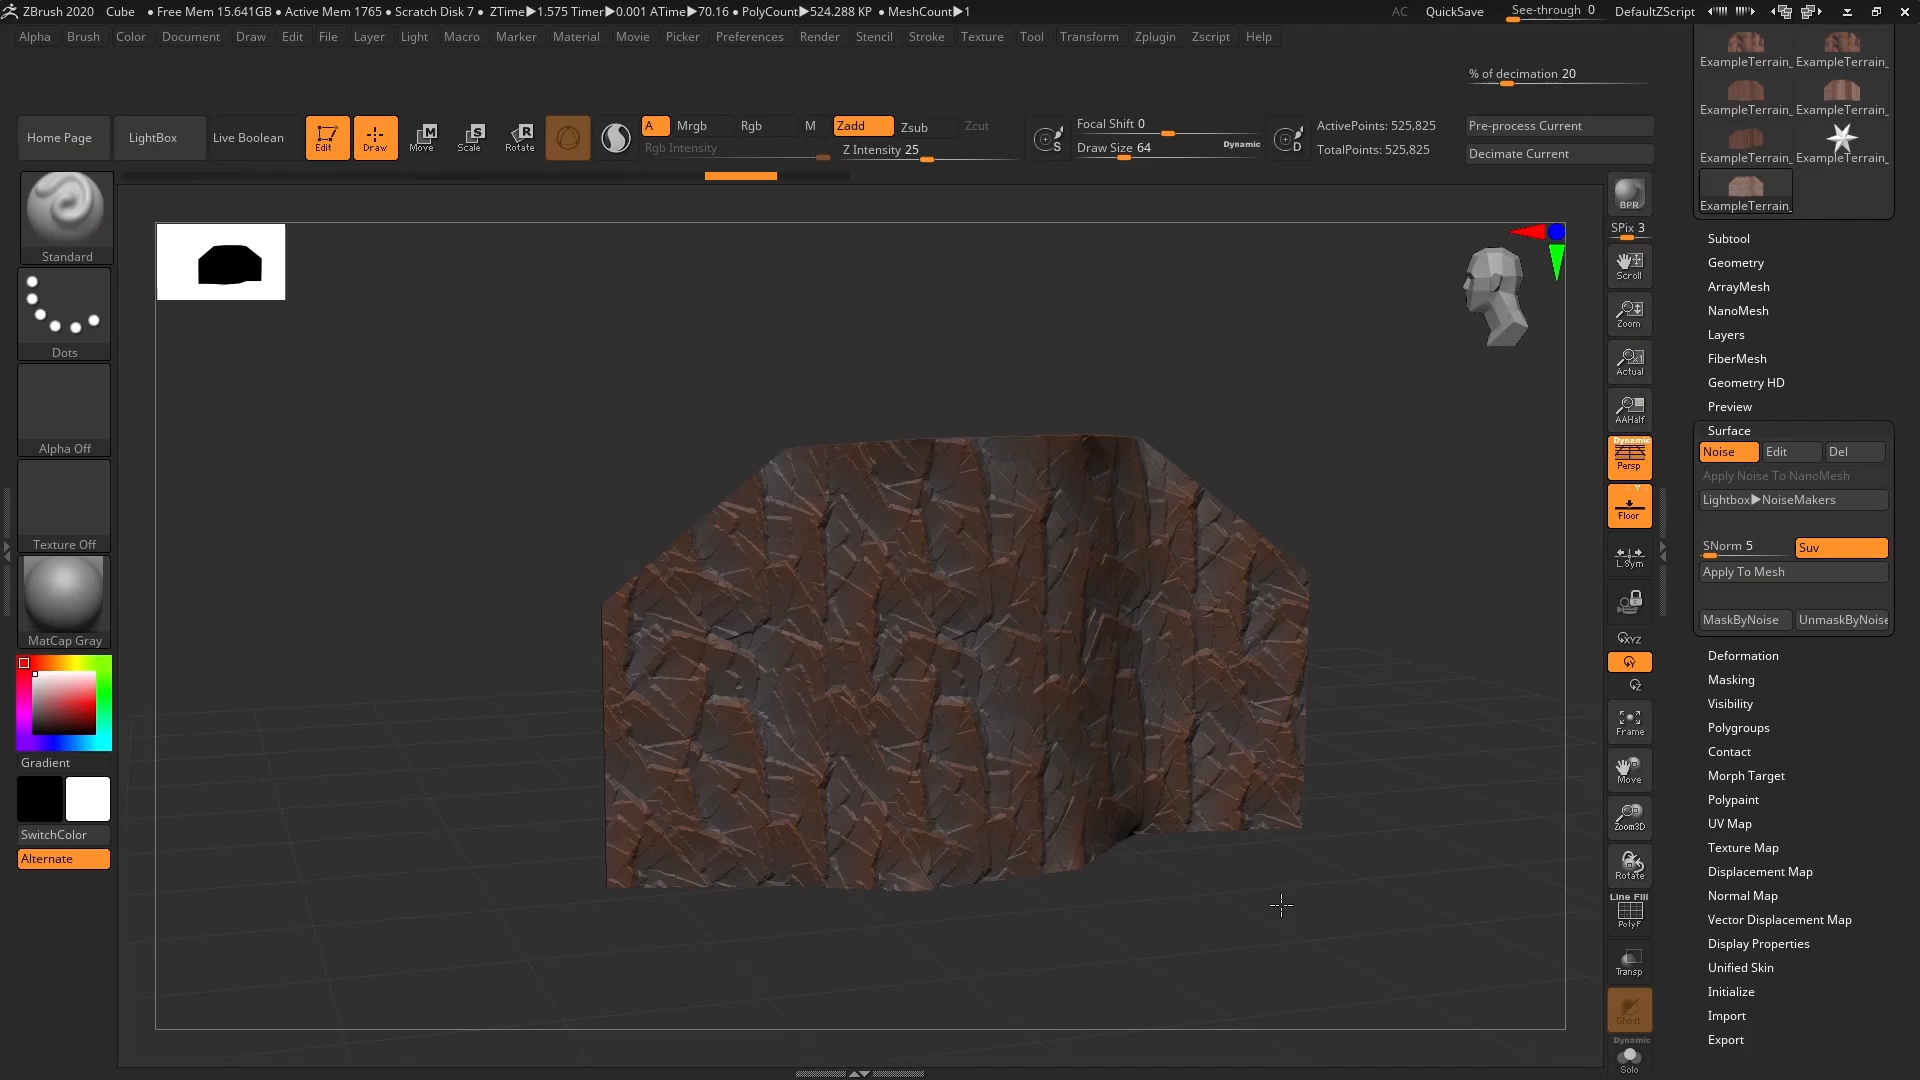 ZBrush 2020 Cube • Free Mem 15.641GB • Active Mem 1765 • Scratch Disk 7 • ZTime▶1.575 Timer▶0.001 ATime▶70.16 • PolyCount▶524.288 KP • MeshCount▶1 AC QuickSave See-through 0 DefaultZScript
Alpha Brush Color Document Draw Edit File Layer Light Macro Marker Material Movie Picker Preferences Render Stencil Stroke Texture Tool Transform Zplugin Zscript Help
% of decimation 20
Home Page LightBox Live Boolean Edit Draw Move Scale Rotate
M S R
A Mrgb Rgb M Zadd Zsub Zcut
Rgb Intensity Z Intensity 25
S Focal Shift 0
Draw Size 64 Dynamic
D ActivePoints: 525,825
TotalPoints: 525,825
Pre-process Current
Decimate Current
Standard
Dots
Alpha Off
Texture Off
MatCap Gray
Gradient
SwitchColor
Alternate
BPR
SPix 3
Scroll
Zoom
Actual
AAHalf
Dynamic
Persp
Floor
L.Sym
XYZ
Y
Z
Frame
Move
Zoom3D
Rotate
Line Fill
PolyF
Transp
Ghost
Dynamic
Solo
ExampleTerrain_ ExampleTerrain_
ExampleTerrain_ ExampleTerrain_
ExampleTerrain_ ExampleTerrain_
ExampleTerrain_
Subtool
Geometry
ArrayMesh
NanoMesh
Layers
FiberMesh
Geometry HD
Preview
Surface
Noise Edit Del
Apply Noise To NanoMesh
Lightbox▶NoiseMakers
SNorm 5 Suv
Apply To Mesh
MaskByNoise UnmaskByNoise
Deformation
Masking
Visibility
Polygroups
Contact
Morph Target
Polypaint
UV Map
Texture Map
Displacement Map
Normal Map
Vector Displacement Map
Display Properties
Unified Skin
Initialize
Import
Export